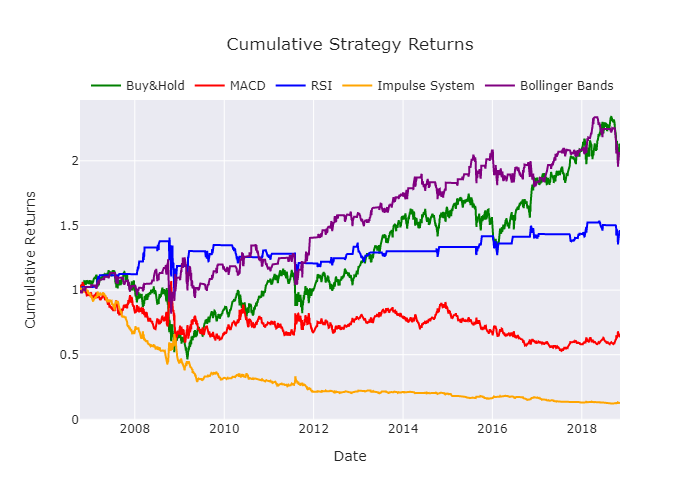 Cumulative Strategy Returns
Buy&Hold MACD RSI Impulse System Bollinger Bands
Cumulative Returns
2
1.5
1
0.5
0
2008 2010 2012 2014 2016 2018
Date